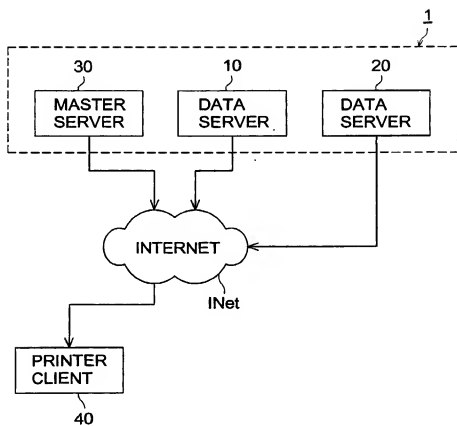 1
30
10
20
MASTER
SERVER
DATA
SERVER
DATA
SERVER
INTERNET
INet
PRINTER
CLIENT
40